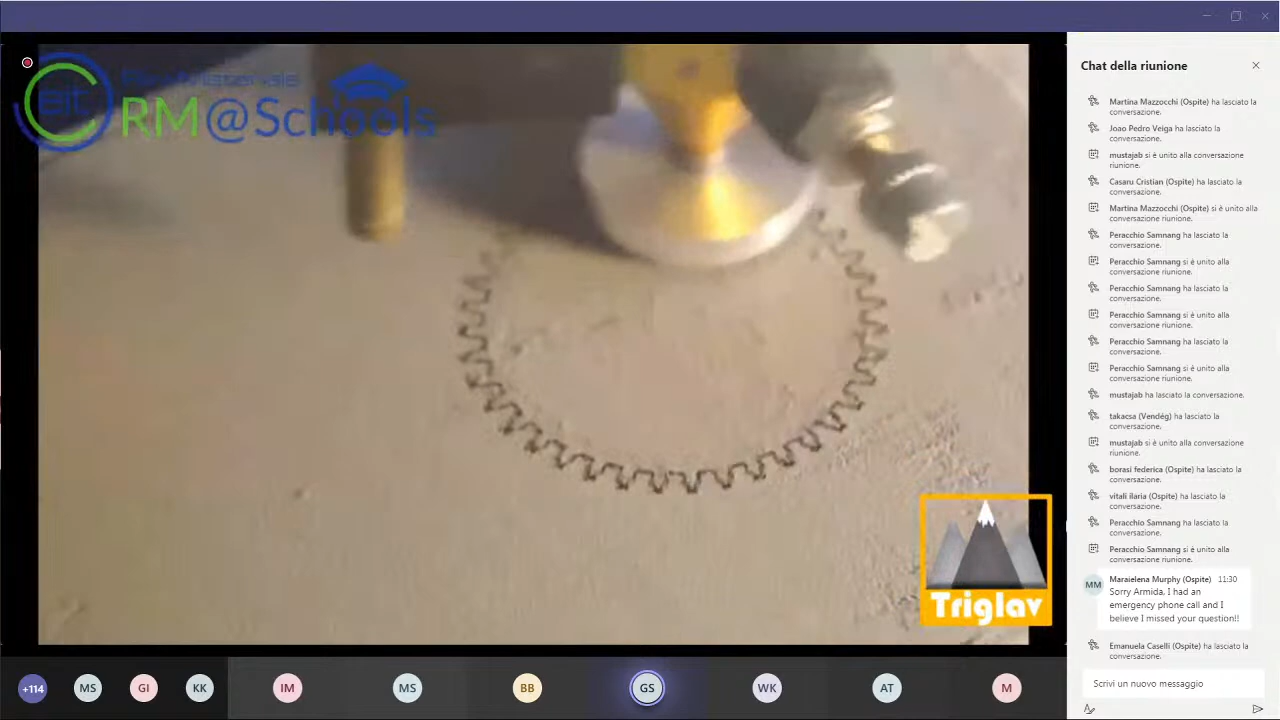 EIT
RM@Schools
Triglav
+114
MS
GI
KK
IM
MS
BB
GS
WK
AT
M
Chat della riunione
Martina Mazzocchi (Ospite) ha lasciato la
conversazione.
Joao Pedro Veiga ha lasciato la
conversazione.
mustajab si è unito alla conversazione
riunione.
Casaru Cristian (Ospite) ha lasciato la
conversazione.
Martina Mazzocchi (Ospite) si è unito alla
conversazione riunione.
Peracchio Samnang ha lasciato la
conversazione.
Peracchio Samnang si è unito alla
conversazione riunione.
Peracchio Samnang ha lasciato la
conversazione.
Peracchio Samnang si è unito alla
conversazione riunione.
Peracchio Samnang ha lasciato la
conversazione.
Peracchio Samnang si è unito alla
conversazione riunione.
mustajab ha lasciato la conversazione.
takacsa (Vendég) ha lasciato la
conversazione.
mustajab si è unito alla conversazione
riunione.
borasi federica (Ospite) ha lasciato la
conversazione.
vitali ilaria (Ospite) ha lasciato la
conversazione.
Peracchio Samnang ha lasciato la
conversazione.
Peracchio Samnang si è unito alla
conversazione riunione.
MM
Maraielena Murphy (Ospite) 11:30
Sorry Armida, I had an
emergency phone call and I
believe I missed your question!!
Emanuela Caselli (Ospite) ha lasciato la
conversazione.
Scrivi un nuovo messaggio